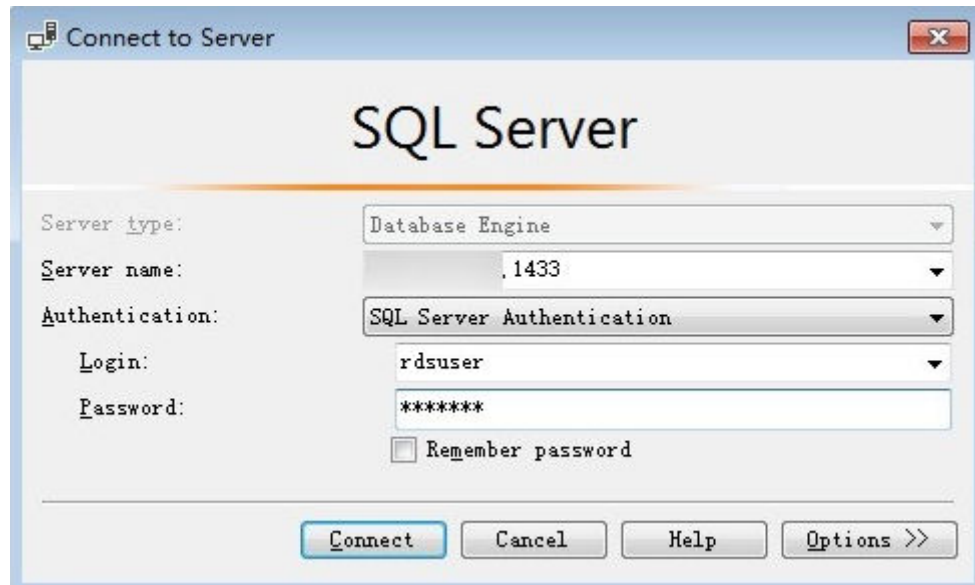 Connect to Server
SQL Server
Server type: Database Engine
Server name: ,1433
Authentication: SQL Server Authentication
Login: rdsuser
Password: *******
Remember password
Connect Cancel Help Options >>